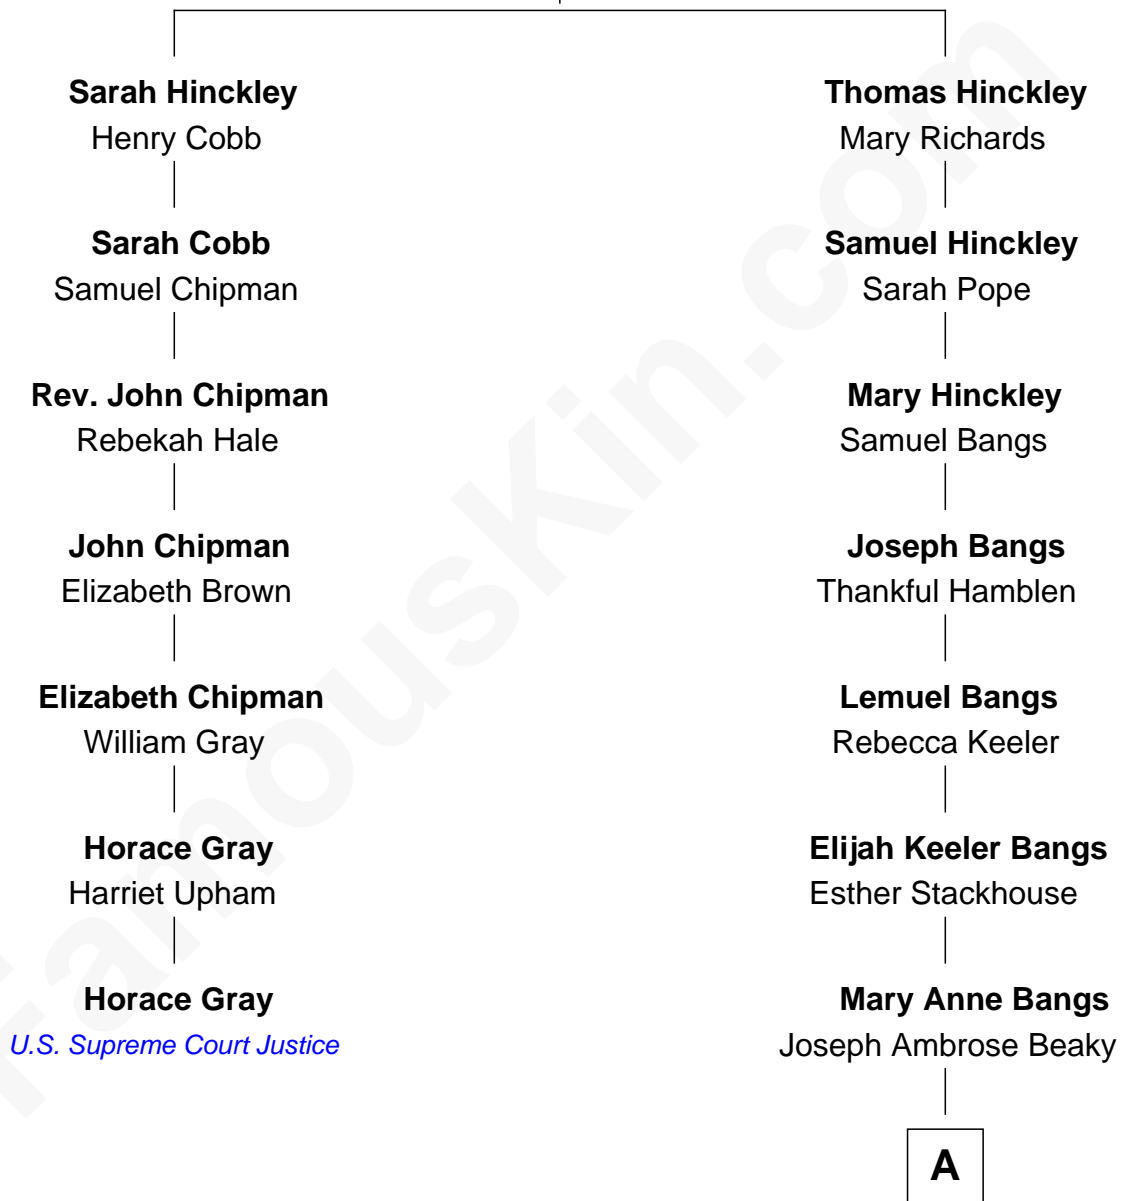 Sarah Hinckley
Henry Cobb
Thomas Hinckley
Mary Richards
Sarah Cobb
Samuel Chipman
Samuel Hinckley
Sarah Pope
Rev. John Chipman
Rebekah Hale
Mary Hinckley
Samuel Bangs
John Chipman
Elizabeth Brown
Joseph Bangs
Thankful Hamblen
Elizabeth Chipman
William Gray
Lemuel Bangs
Rebecca Keeler
Horace Gray
Harriet Upham
Elijah Keeler Bangs
Esther Stackhouse
Horace Gray
U.S. Supreme Court Justice
Mary Anne Bangs
Joseph Ambrose Beaky
A
FamousKin.com